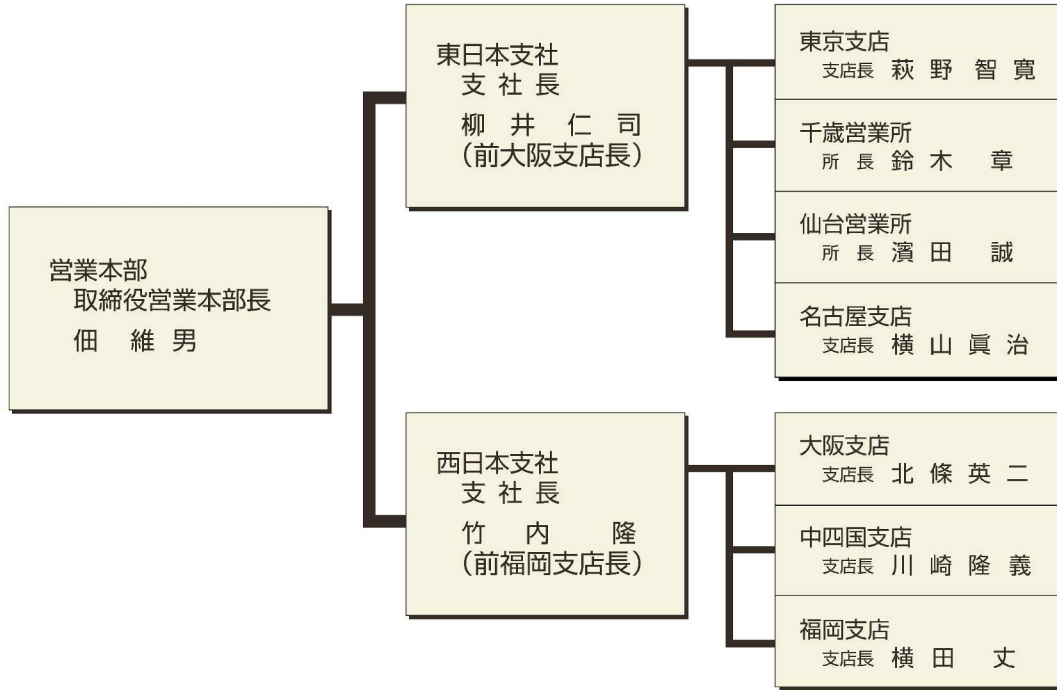 営業本部
取締役営業本部長
佃 維男
東日本支社
支社長
柳井仁司
(前大阪支店長)
東京支店
支店長 萩野智寛
千歳営業所
所長 鈴木 章
仙台営業所
所長 濱田 誠
名古屋支店
支店長 横山眞治
西日本支社
支社長
竹内 隆
(前福岡支店長)
大阪支店
支店長 北條英二
中四国支店
支店長 川崎隆義
福岡支店
支店長 横田 丈